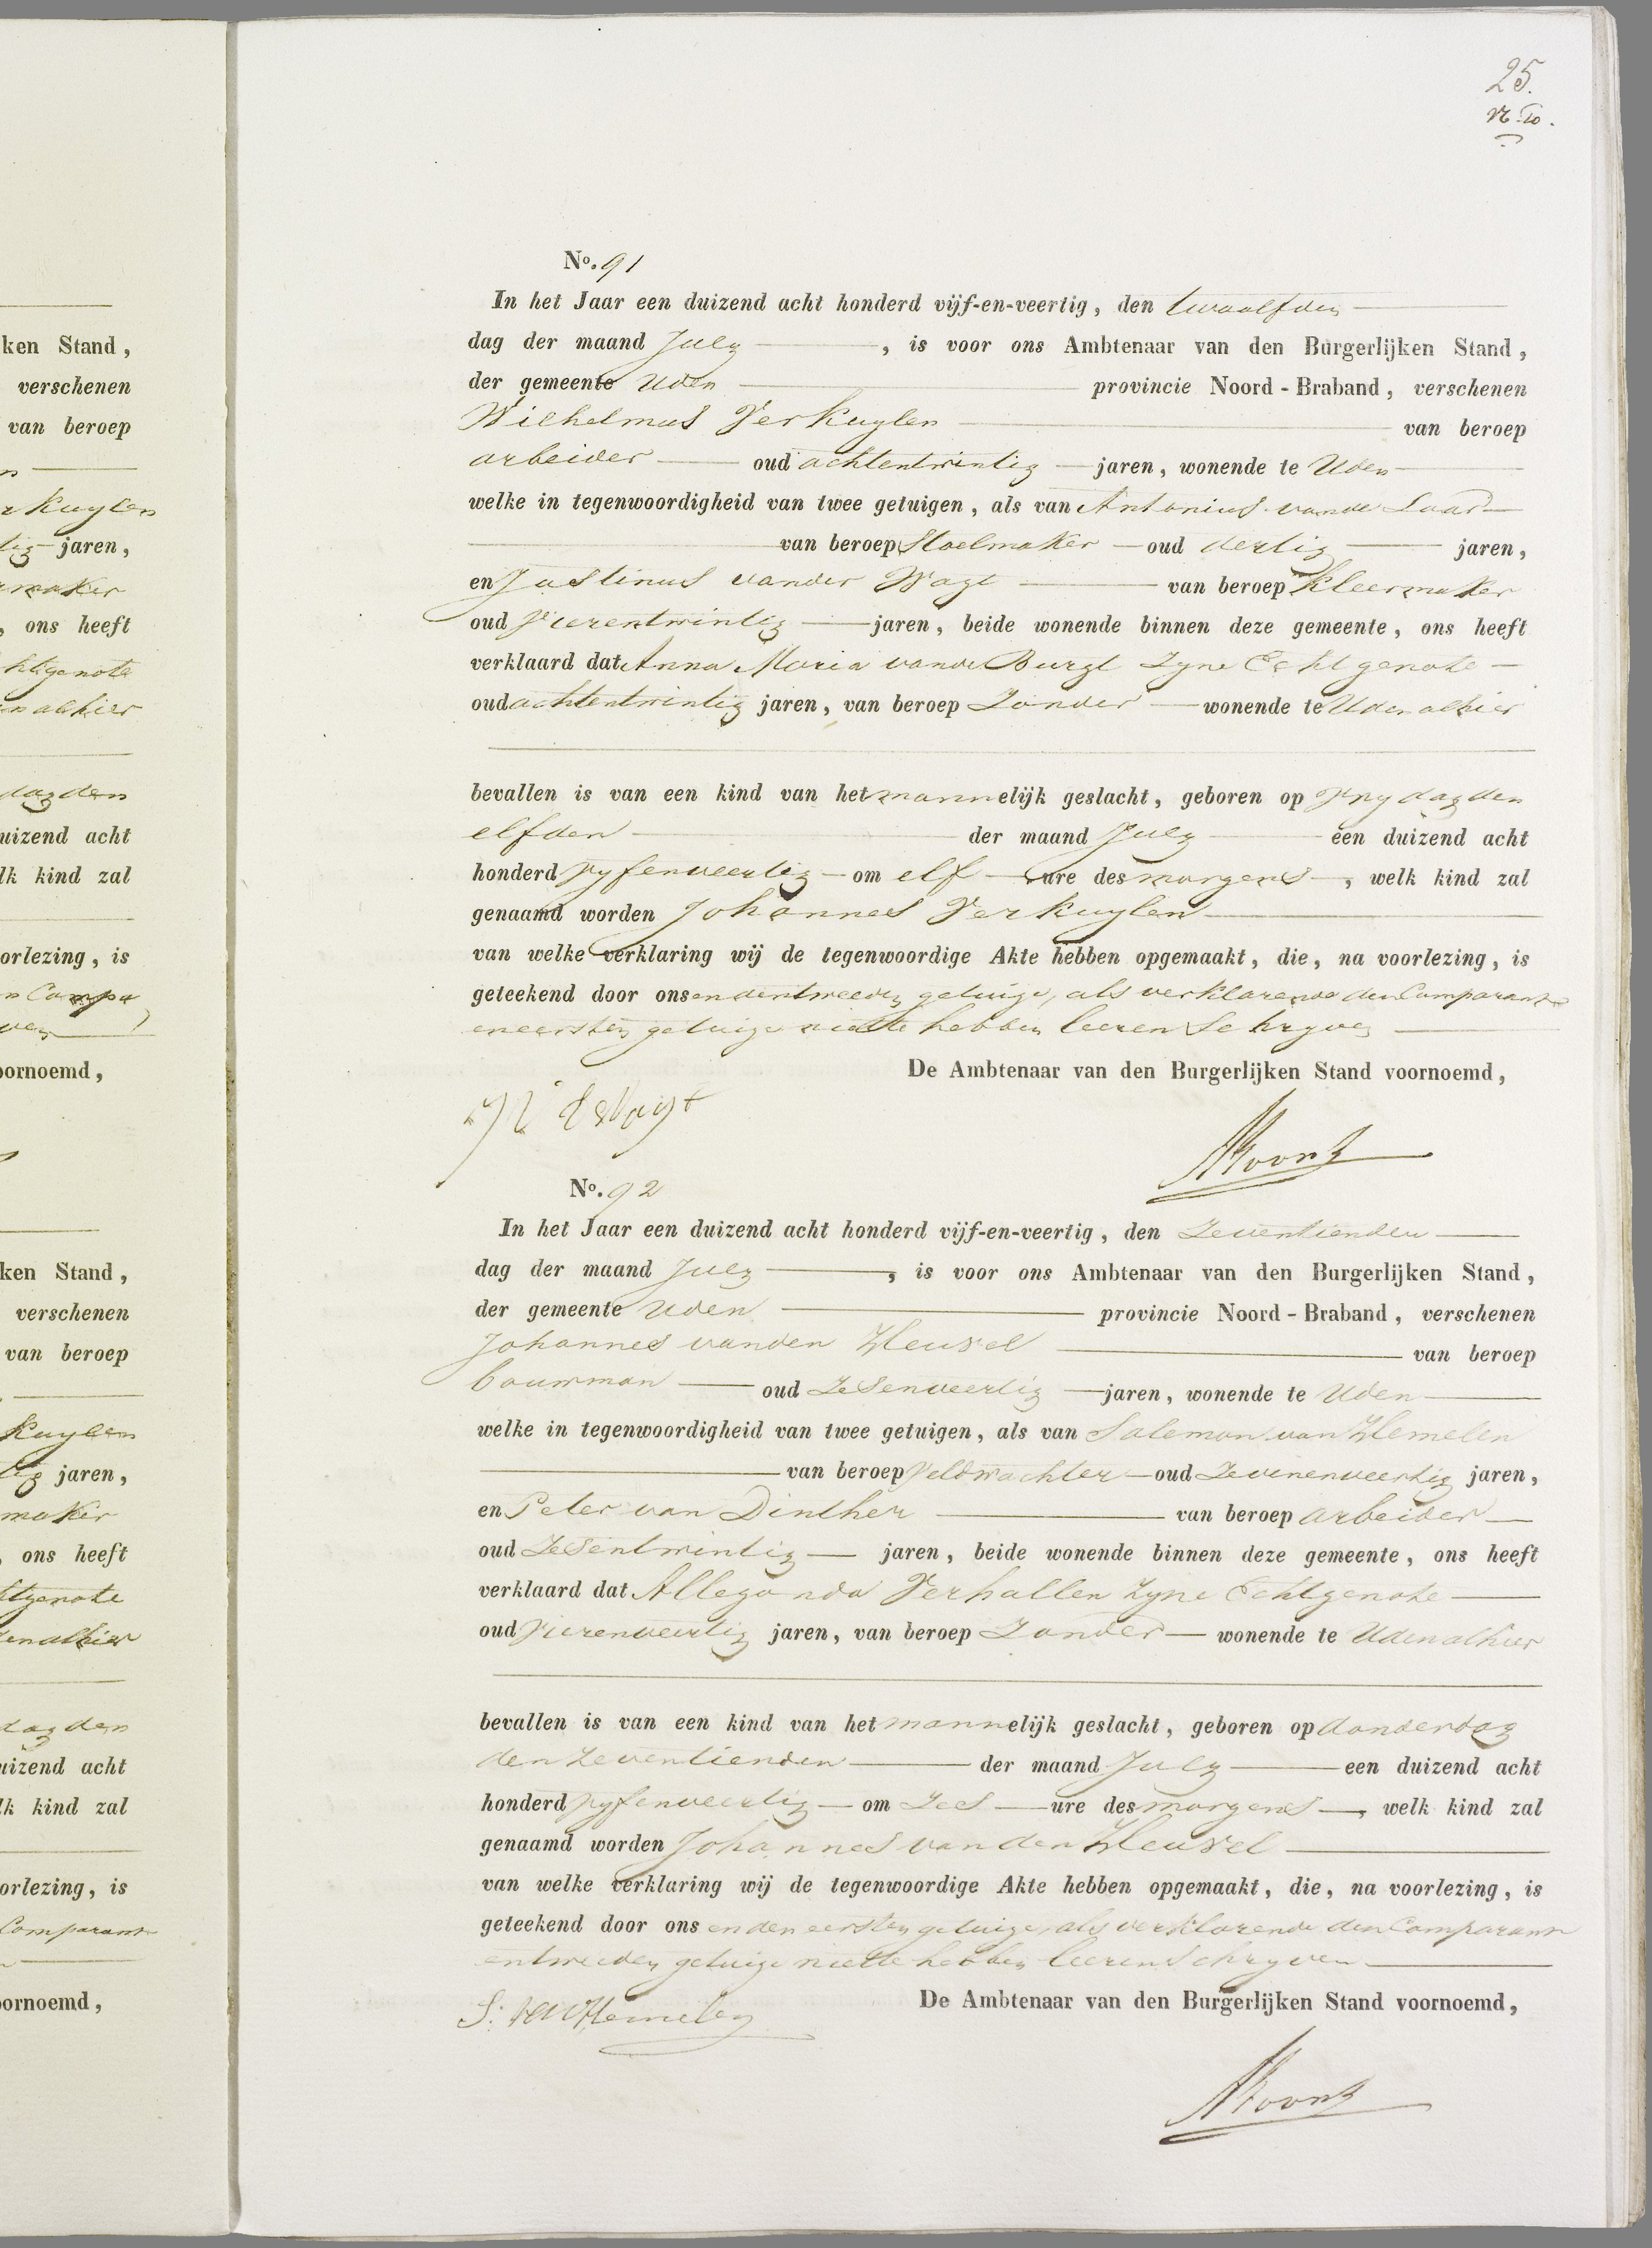 25.
No. 91
In het Jaar een duizend acht honderd vijf-en-veertig, den twaalfden
dag der maand July, is voor ons Ambtenaar van den Burgerlijken Stand,
der gemeente Uden provincie Noord-Braband, verschenen
Wilhelmus Verkuylen van beroep
arbeider oud achtentwintig jaren, wonende te Uden
welke in tegenwoordigheid van twee getuigen, als van Antonius vande Laar
van beroep Stoelmaker oud dertig jaren,
en Justinus vander Vagt van beroep Kleermaker
oud Vierentwintig jaren, beide wonende binnen deze gemeente, ons heeft
verklaard dat Anna Maria vande Burgt Zyne Echtgenote
oud achtentwintig jaren, van beroep Zonder wonende te Uden alhier
bevallen is van een kind van het mannelijk geslacht, geboren op Vrydag den
elfden der maand July een duizend acht
honderd vyfenveertig om elf ure des morgens, welk kind zal
genaamd worden Johannes Verkuylen
van welke verklaring wij de tegenwoordige Akte hebben opgemaakt, die, na voorlezing, is
geteekend door ons en den tweeden getuige, als verklarende den Comparant
en eersten getuige niette hebben leeren Schryven
De Ambtenaar van den Burgerlijken Stand voornoemd,
No. 92
In het Jaar een duizend acht honderd vijf-en-veertig, den Zeventienden
dag der maand July, is voor ons Ambtenaar van den Burgerlijken Stand,
der gemeente Uden provincie Noord-Braband, verschenen
Johannes vanden Heuvel van beroep
bouwman oud Zesenveertig jaren, wonende te Uden
welke in tegenwoordigheid van twee getuigen, als van Salemon van Hemelen
van beroep Veldwachter oud Zevenenveertig jaren,
en Peter van Dinther van beroep arbeider
oud Zesentwintig jaren, beide wonende binnen deze gemeente, ons heeft
verklaard dat Allegonda Verhallen Zyne Echtgenote
oud Vierenveertig jaren, van beroep Zonder wonende te Uden alhier
bevallen is van een kind van het mannelijk geslacht, geboren op donderdag
den Zeventienden der maand July een duizend acht
honderd vyfenveertig om Zes ure des morgens, welk kind zal
genaamd worden Johannes van den Heuvel
van welke verklaring wij de tegenwoordige Akte hebben opgemaakt, die, na voorlezing, is
geteekend door ons en den eersten getuige, als verklarende den Comparant
en tweeden getuige niette hebben leeren Schryven
De Ambtenaar van den Burgerlijken Stand voornoemd,
S: van Hemelen